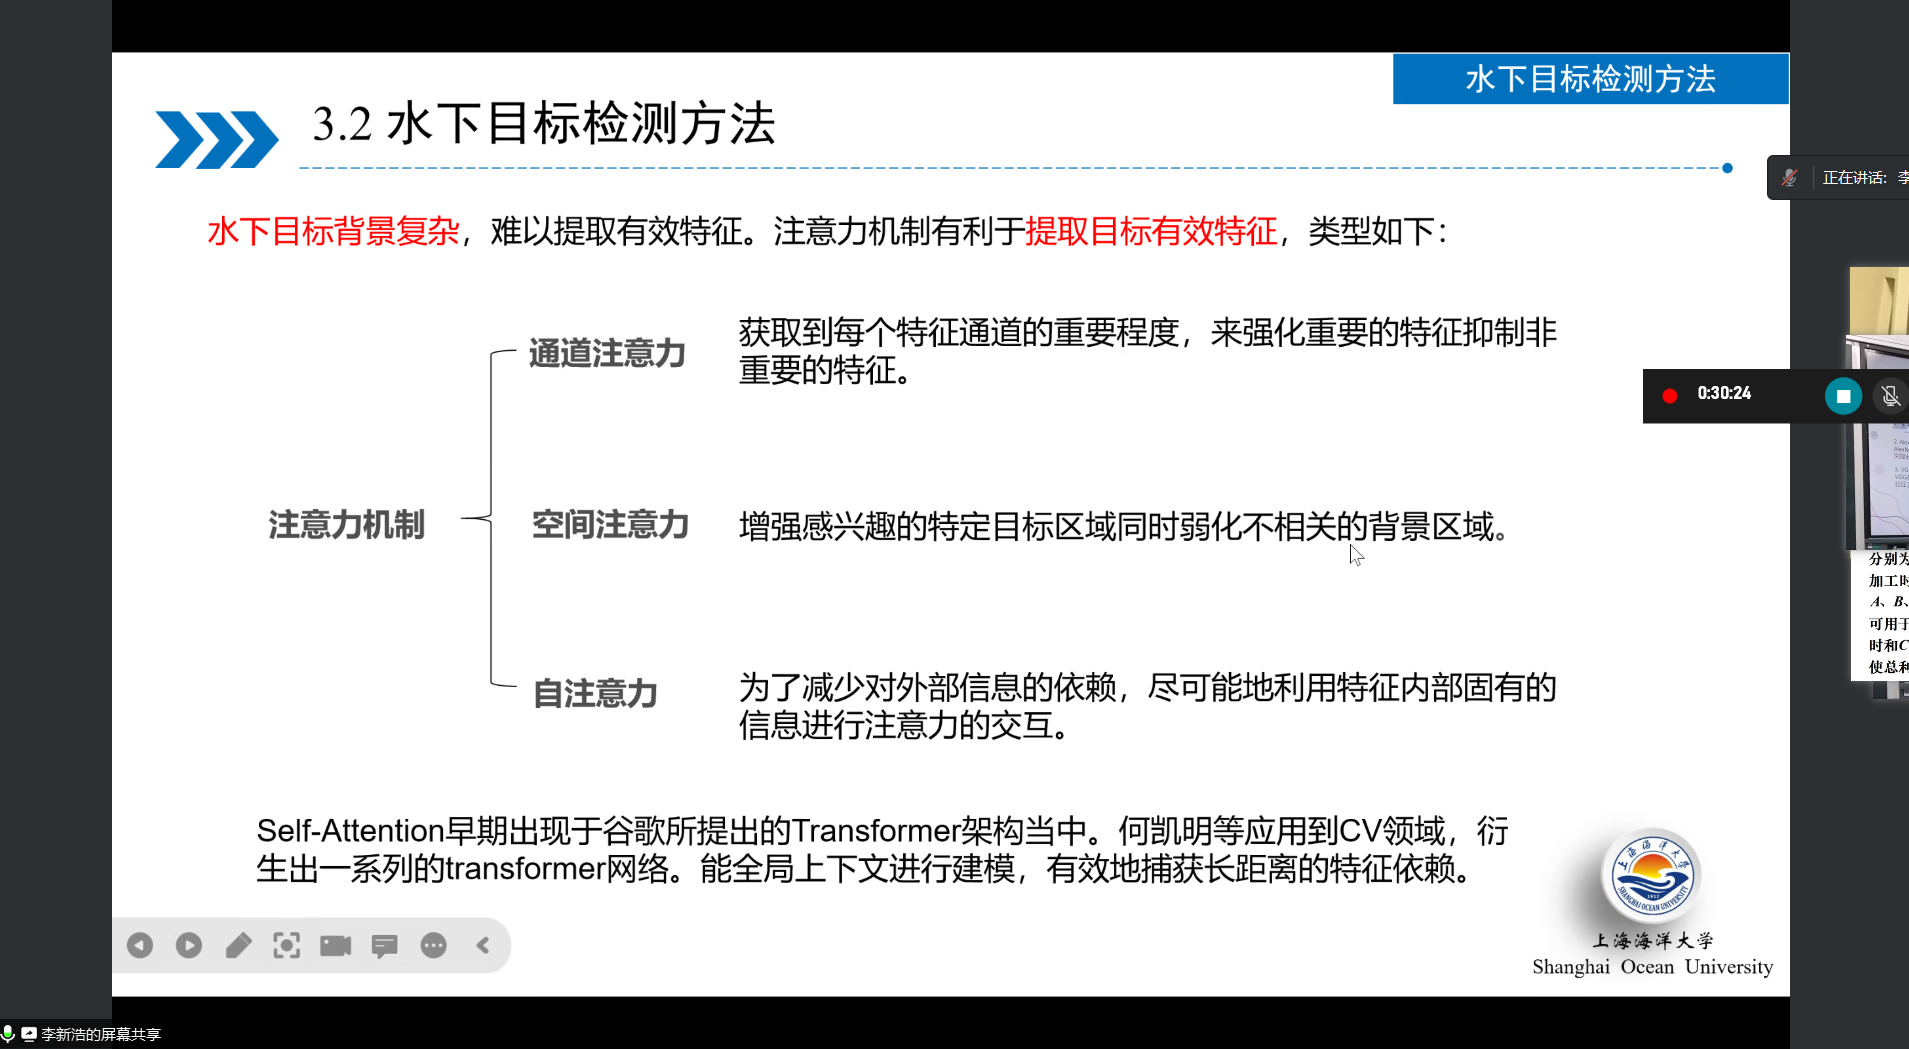 水下目标检测方法
3.2 水下目标检测方法
正在讲话: 李
水下目标背景复杂，难以提取有效特征。注意力机制有利于提取目标有效特征，类型如下：
通道注意力
获取到每个特征通道的重要程度，来强化重要的特征抑制非
重要的特征。
0:30:24
注意力机制
空间注意力
增强感兴趣的特定目标区域同时弱化不相关的背景区域。
分别为
加工时
A、B、
可用于
时和C
使总利
自注意力
为了减少对外部信息的依赖，尽可能地利用特征内部固有的
信息进行注意力的交互。
Self-Attention早期出现于谷歌所提出的Transformer架构当中。何凯明等应用到CV领域，衍
生出一系列的transformer网络。能全局上下文进行建模，有效地捕获长距离的特征依赖。
上海海洋大学
SHANGHAI OCEAN UNIVERSITY
1912
上海海洋大学
Shanghai Ocean University
李新浩的屏幕共享